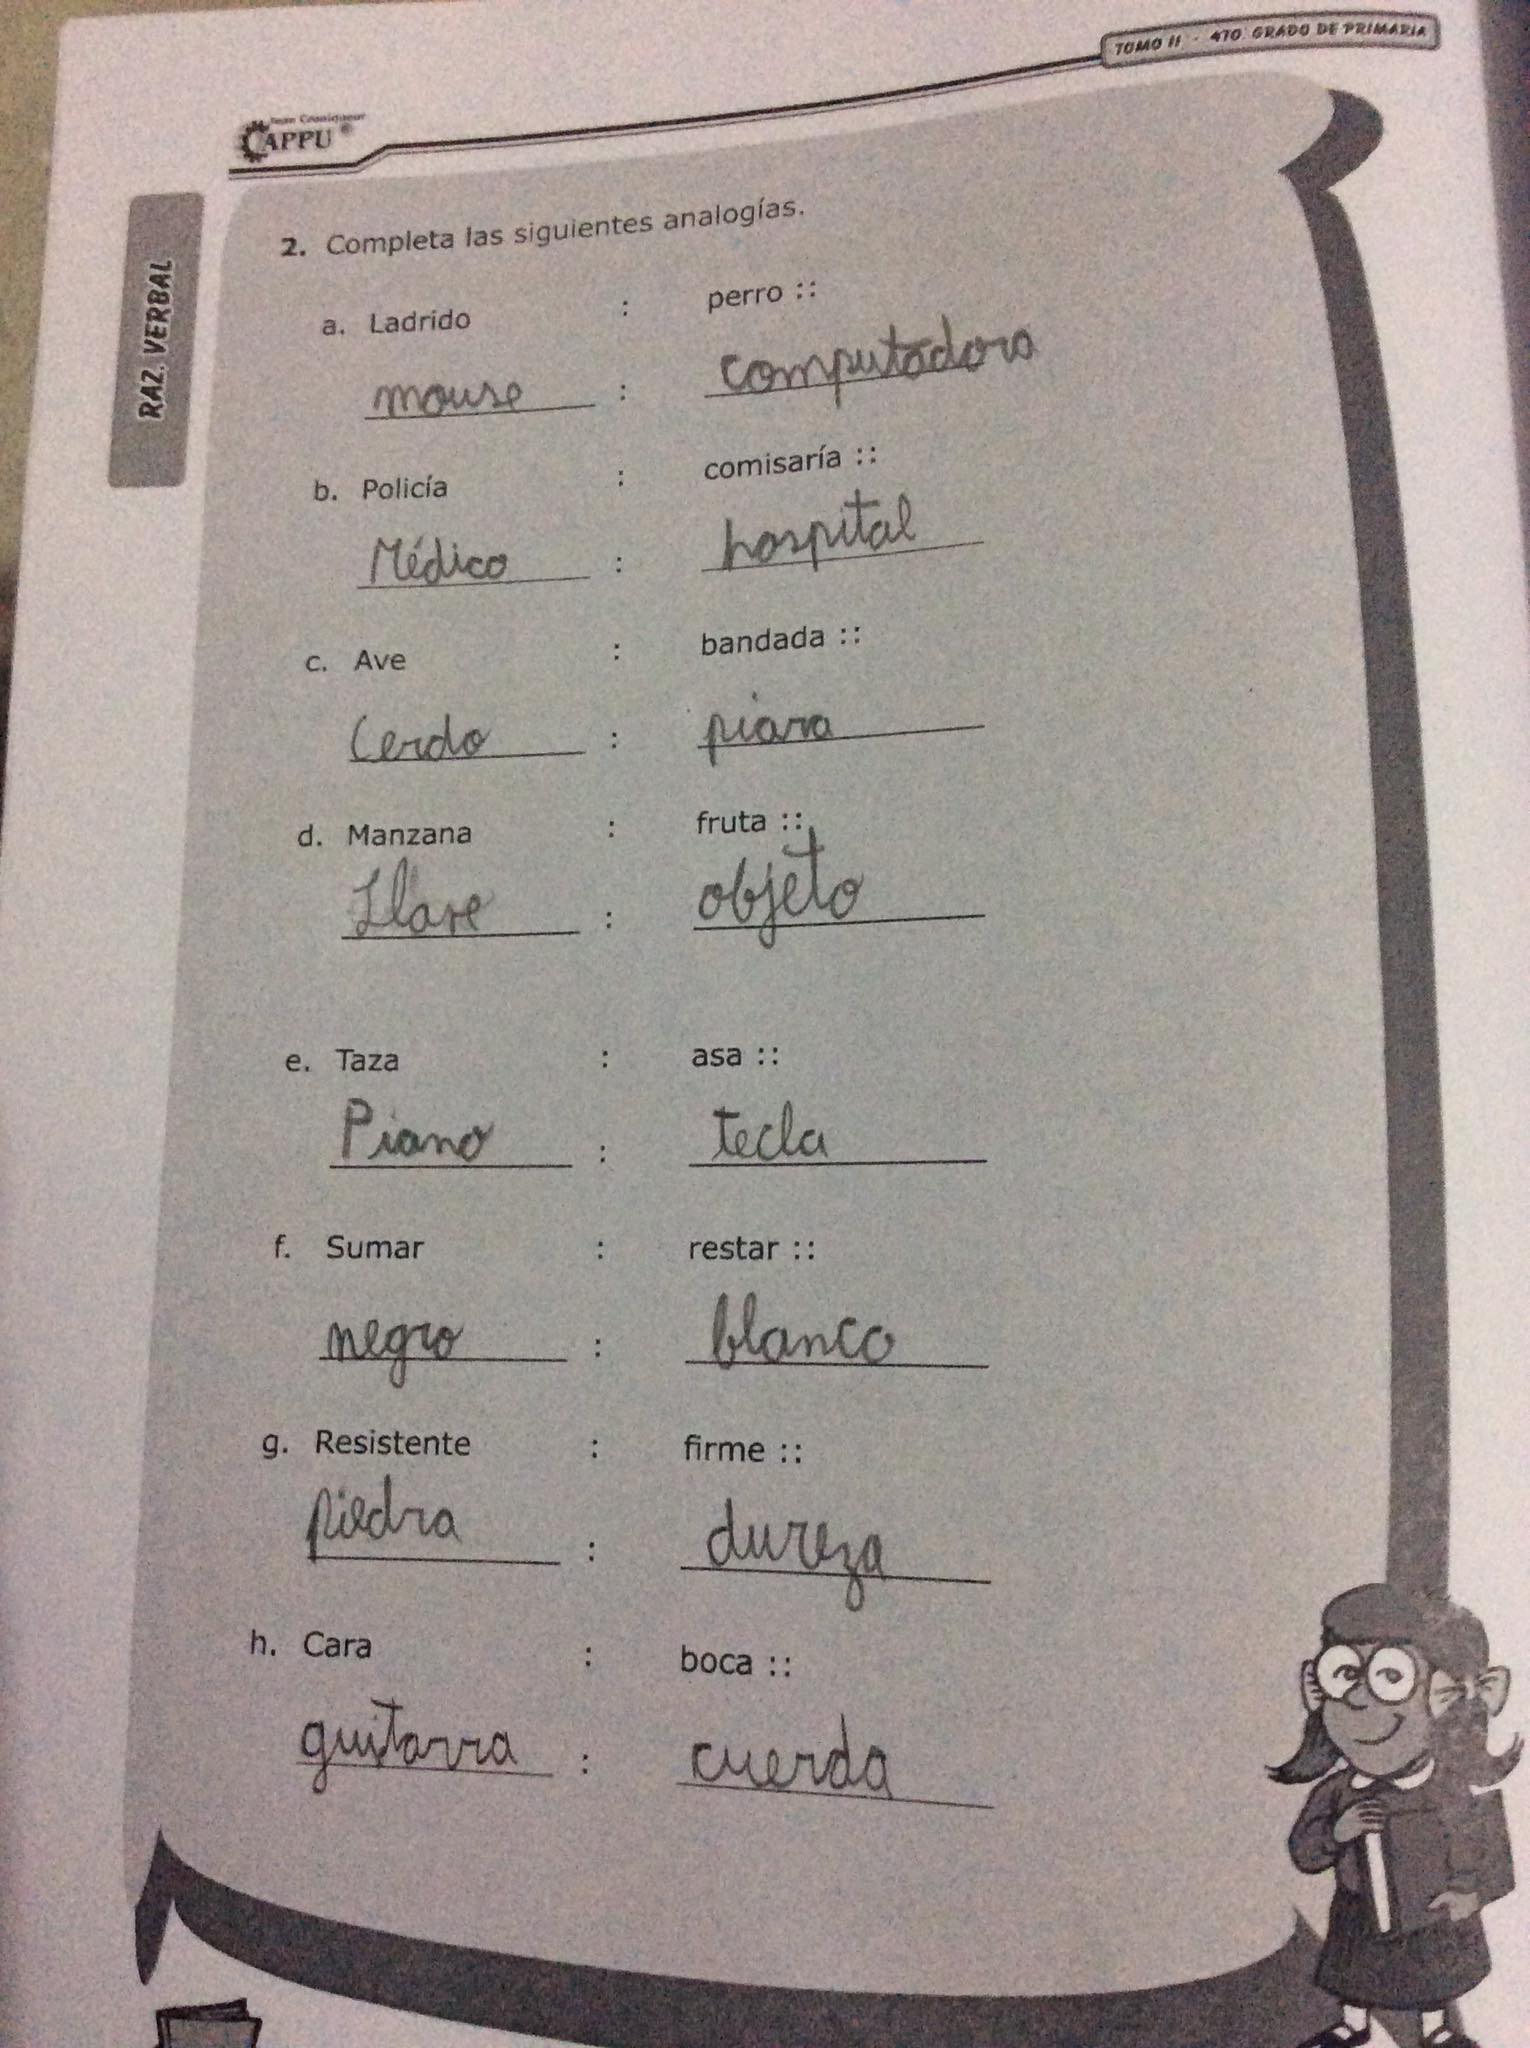 TOMO II - 4TO. GRADO DE PRIMARIA
APPU
RAZ. VERBAL
2. Completa las siguientes analogías.
a. Ladrido : perro ::
mouse : computadora
b. Policía : comisaría ::
Médico : hospital
c. Ave : bandada ::
Cerdo : piara
d. Manzana : fruta ::
Llave : objeto
e. Taza : asa ::
Piano : tecla
f. Sumar : restar ::
negro : blanco
g. Resistente : firme ::
piedra : dureza
h. Cara : boca ::
guitarra : cuerda